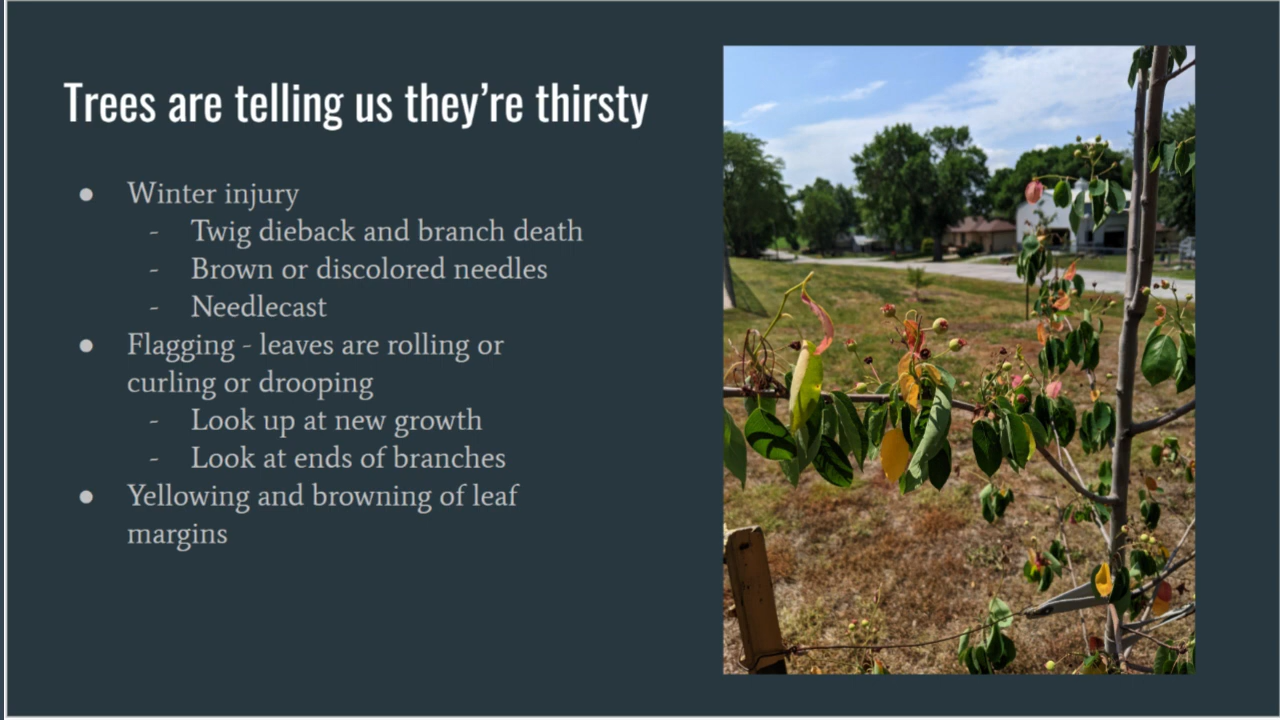 Trees are telling us they're thirsty
● Winter injury
- Twig dieback and branch death
- Brown or discolored needles
- Needlecast
● Flagging - leaves are rolling or
curling or drooping
- Look up at new growth
- Look at ends of branches
● Yellowing and browning of leaf
margins